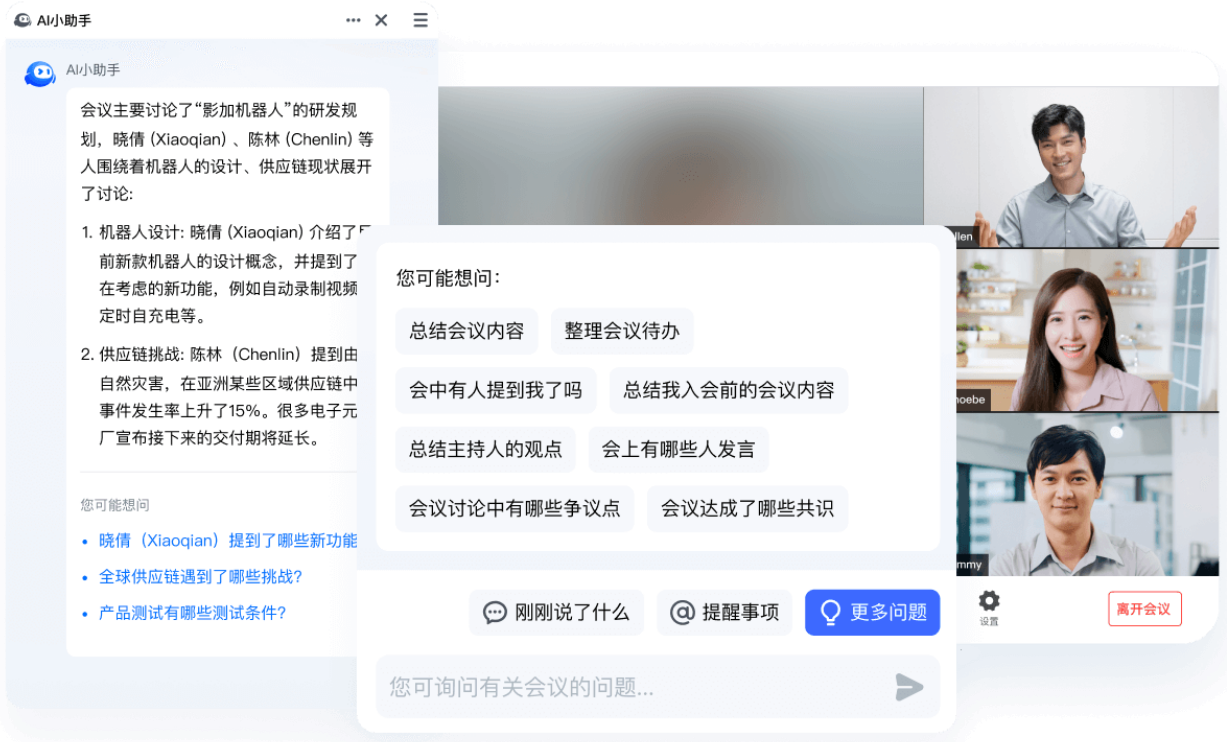 AI小助手
AI小助手
会议主要讨论了“影加机器人”的研发规
划，晓倩 (Xiaoqian) 、陈林 (Chenlin) 等
人围绕着机器人的设计、供应链现状展开
了讨论:
1. 机器人设计: 晓倩 (Xiaoqian) 介绍了
前新款机器人的设计概念，并提到了
在考虑的新功能，例如自动录制视频
定时自充电等。
2. 供应链挑战: 陈林（Chenlin）提到由
自然灾害，在亚洲某些区域供应链中
事件发生率上升了15%。很多电子元
厂宣布接下来的交付期将延长。
您可能想问
• 晓倩（Xiaoqian）提到了哪些新功能
• 全球供应链遇到了哪些挑战?
• 产品测试有哪些测试条件?
您可能想问：
总结会议内容
整理会议待办
会中有人提到我了吗
总结我入会前的会议内容
总结主持人的观点
会上有哪些人发言
会议讨论中有哪些争议点
会议达成了哪些共识
刚刚说了什么
@提醒事项
更多问题
您可询问有关会议的问题...
llen
hoebe
mmy
设置
离开会议